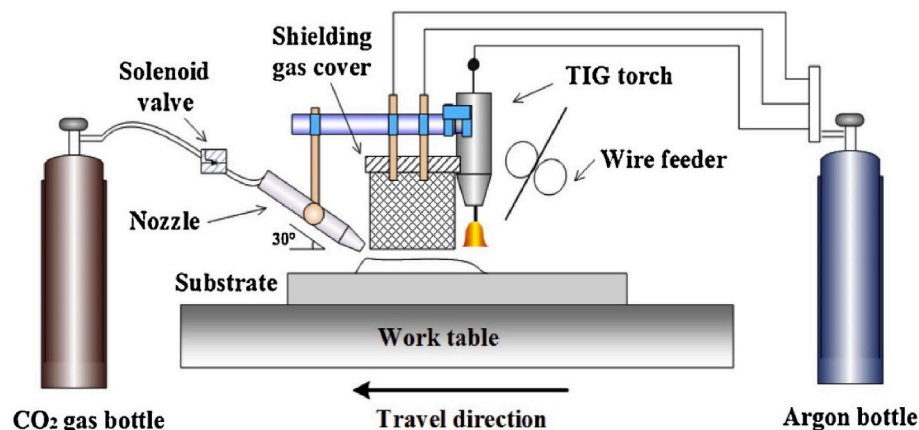 Shielding
gas cover
Solenoid
valve
TIG torch
Wire feeder
Nozzle
30º
Substrate
Work table
CO₂ gas bottle
Travel direction
Argon bottle